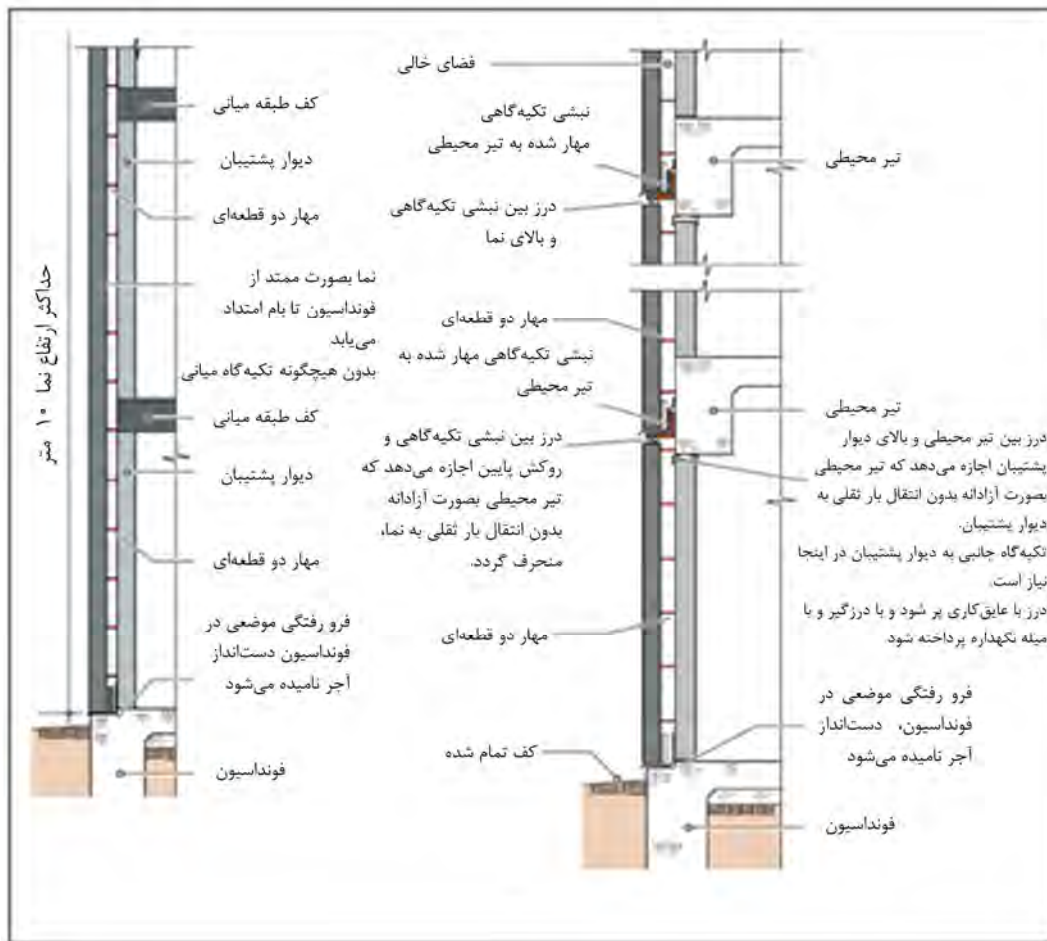 فضای خالی
نبشی تکیه‌گاهی
مهار شده به تیر محیطی
تیر محیطی
درز بین نبشی تکیه‌گاهی
و بالای نما
مهار دو قطعه‌ای
نبشی تکیه‌گاهی مهار شده به
تیر محیطی
تیر محیطی
درز بین تیر محیطی و بالای دیوار
پشتیبان اجازه می‌دهد که تیر محیطی
بصورت آزادانه بدون انتقال بار ثقلی به
دیوار پشتیبان.
تکیه‌گاه جانبی به دیوار پشتیبان در اینجا
نیاز است.
درز با عایق‌کاری پر شود و با درزگیر و با
میله نگهداره پرداخته شود.
درز بین نبشی تکیه‌گاهی و
روکش پایین اجازه می‌دهد که
تیر محیطی بصورت آزادانه
بدون انتقال بار ثقلی به نما،
منحرف گردد.
مهار دو قطعه‌ای
فرو رفتگی موضعی در
فونداسیون، دست‌انداز
آجر نامیده می‌شود
کف تمام شده
فونداسیون
کف طبقه میانی
دیوار پشتیبان
مهار دو قطعه‌ای
نما بصورت ممتد از
فونداسیون تا بام امتداد
می‌یابد
بدون هیچگونه تکیه‌گاه میانی
کف طبقه میانی
دیوار پشتیبان
مهار دو قطعه‌ای
فرو رفتگی موضعی در
فونداسیون دست‌انداز
آجر نامیده می‌شود
فونداسیون
حداکثر ارتفاع نما ۱۰ متر